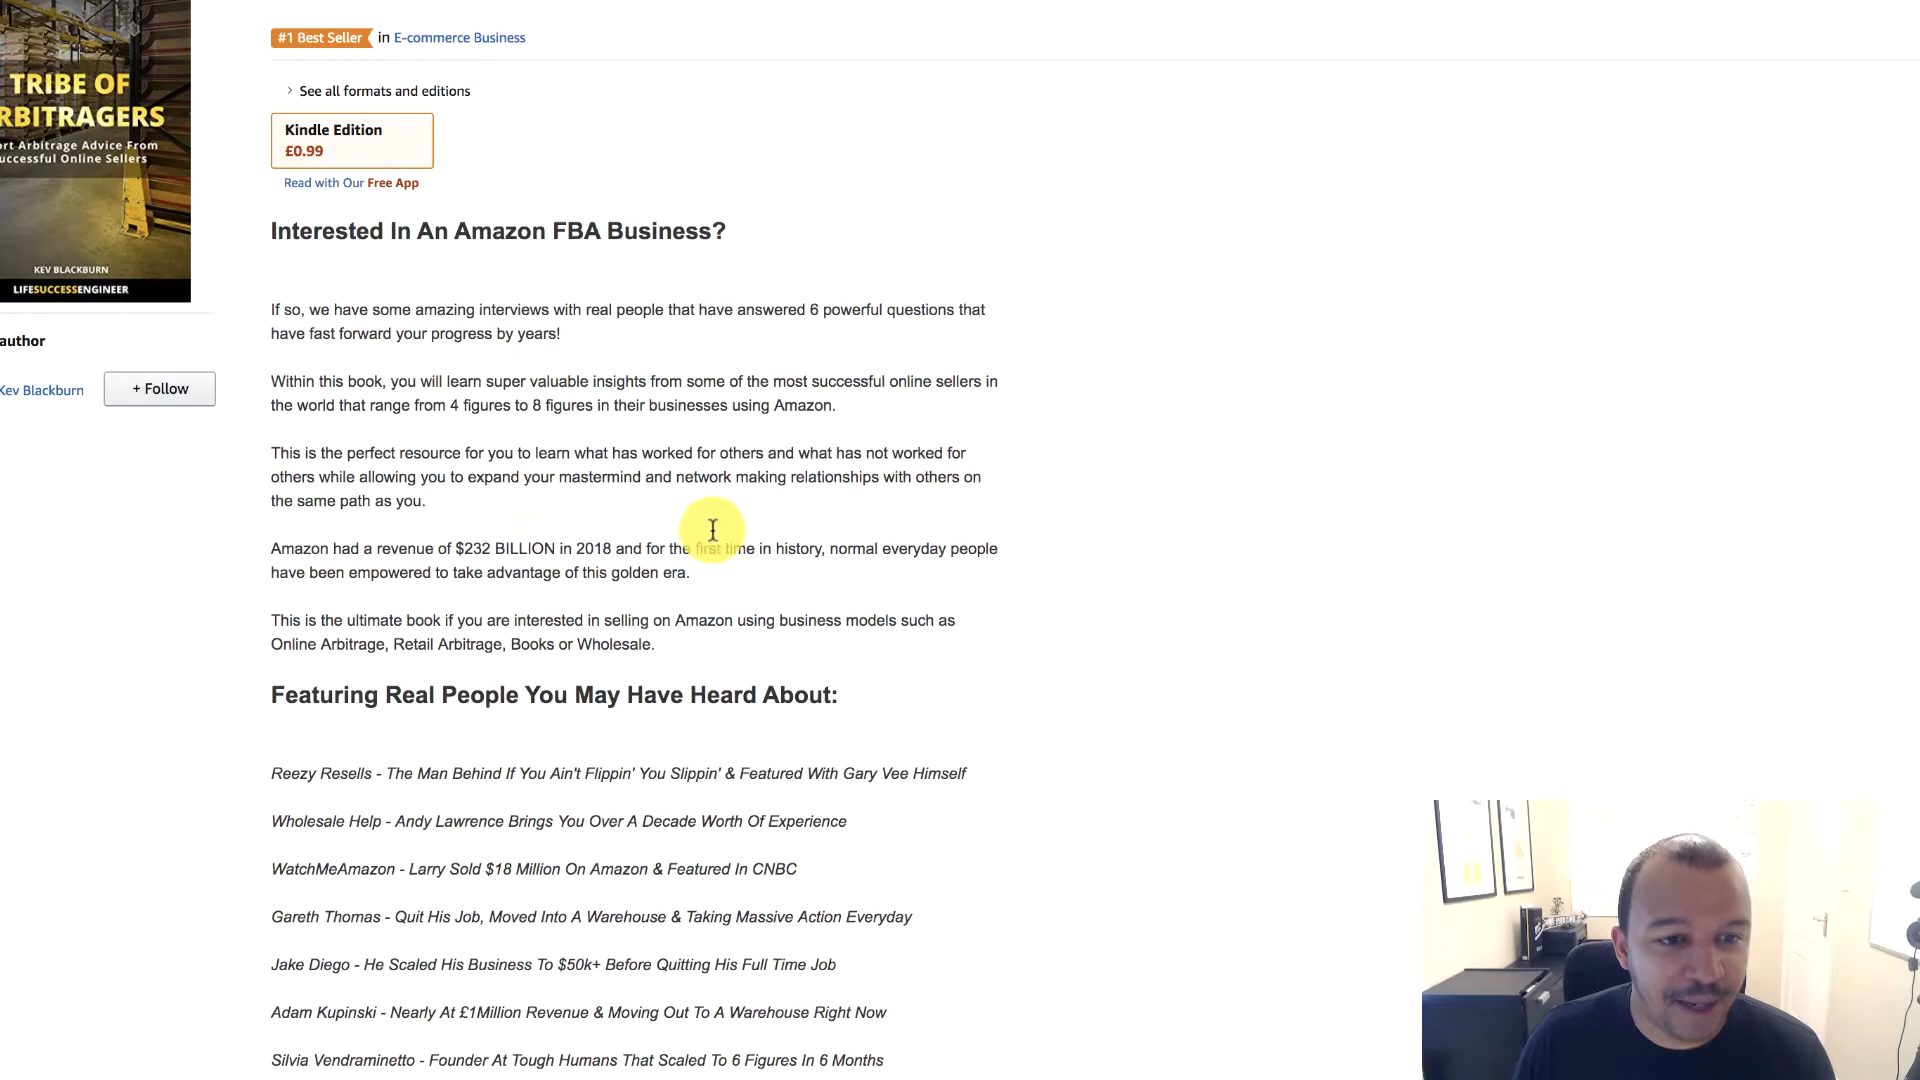 TRIBE OF
RBITRAGERS
ort Arbitrage Advice From
uccessful Online Sellers
KEV BLACKBURN
LIFESUCCESSENGINEER
author
Kev Blackburn
+ Follow
#1 Best Seller in E-commerce Business
See all formats and editions
Kindle Edition
£0.99
Read with Our Free App
Interested In An Amazon FBA Business?
If so, we have some amazing interviews with real people that have answered 6 powerful questions that
have fast forward your progress by years!
Within this book, you will learn super valuable insights from some of the most successful online sellers in
the world that range from 4 figures to 8 figures in their businesses using Amazon.
This is the perfect resource for you to learn what has worked for others and what has not worked for
others while allowing you to expand your mastermind and network making relationships with others on
the same path as you.
Amazon had a revenue of $232 BILLION in 2018 and for the first time in history, normal everyday people
have been empowered to take advantage of this golden era.
This is the ultimate book if you are interested in selling on Amazon using business models such as
Online Arbitrage, Retail Arbitrage, Books or Wholesale.
Featuring Real People You May Have Heard About:
Reezy Resells - The Man Behind If You Ain't Flippin' You Slippin' & Featured With Gary Vee Himself
Wholesale Help - Andy Lawrence Brings You Over A Decade Worth Of Experience
WatchMeAmazon - Larry Sold $18 Million On Amazon & Featured In CNBC
Gareth Thomas - Quit His Job, Moved Into A Warehouse & Taking Massive Action Everyday
Jake Diego - He Scaled His Business To $50k+ Before Quitting His Full Time Job
Adam Kupinski - Nearly At £1Million Revenue & Moving Out To A Warehouse Right Now
Silvia Vendraminetto - Founder At Tough Humans That Scaled To 6 Figures In 6 Months